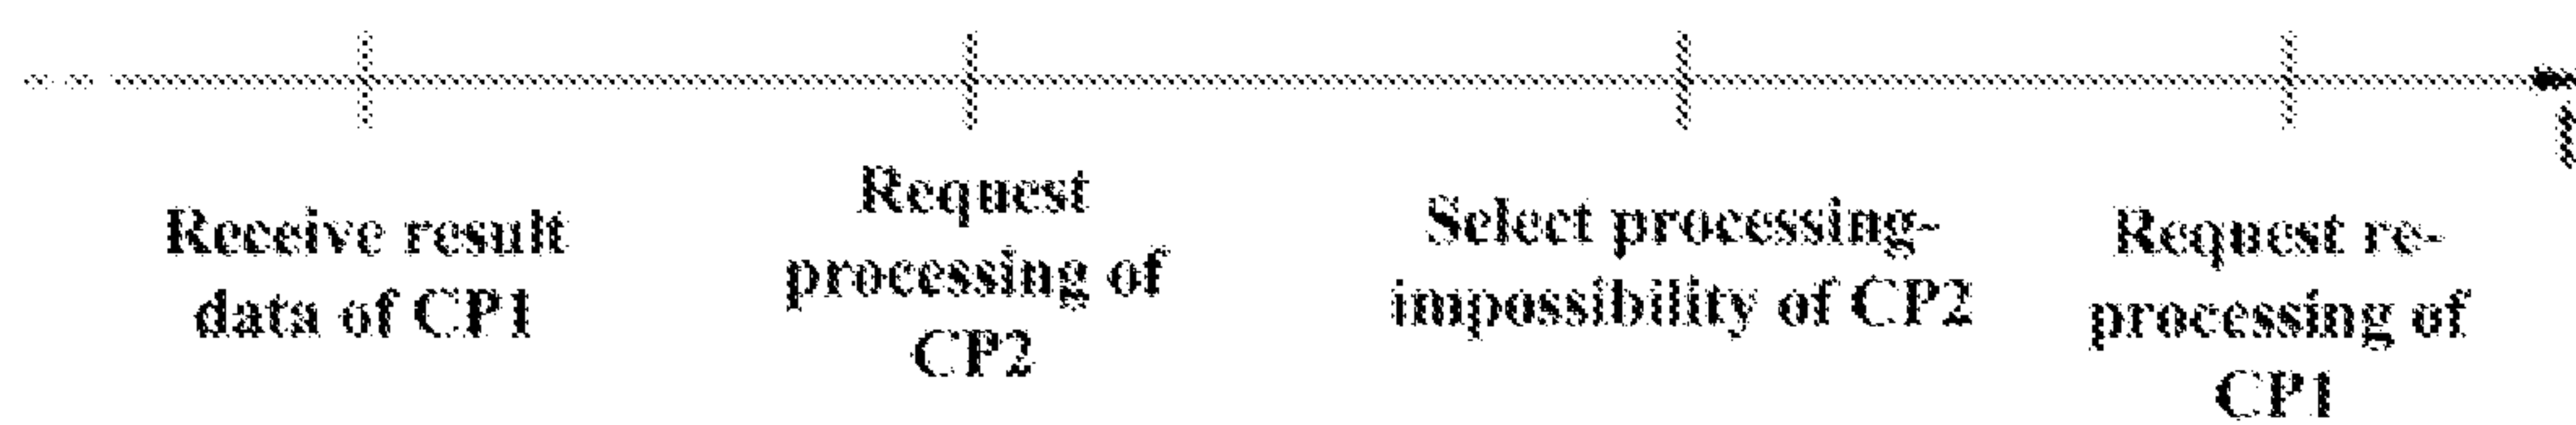 Receive result
data of CP1
Request
processing of
CP2
Select processing-
impossibility of CP2
Request re-
processing of
CP1